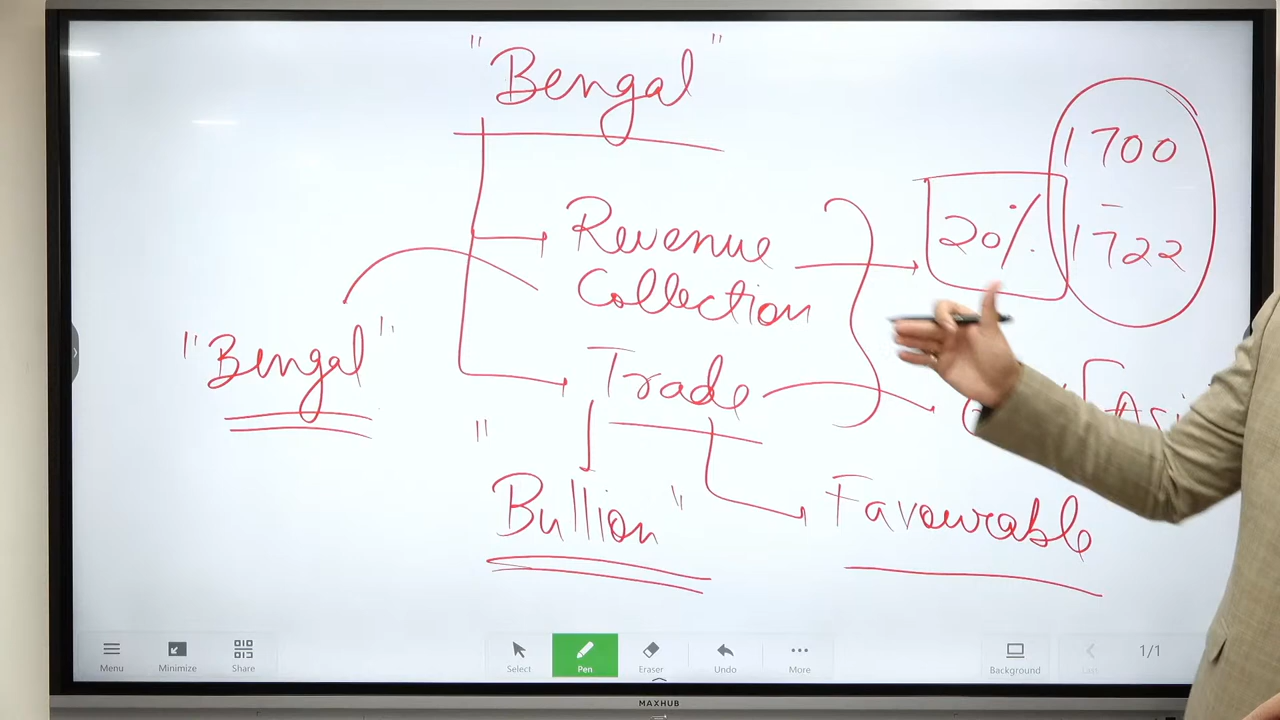 "Bengal"
1700
–
1722
20%
Revenue
Collection
"Bengal"
Trade
"Bullion"
Favourable
Menu
Minimize
Share
Select
Pen
Eraser
Undo
More
Background
1/1
MAXHUB